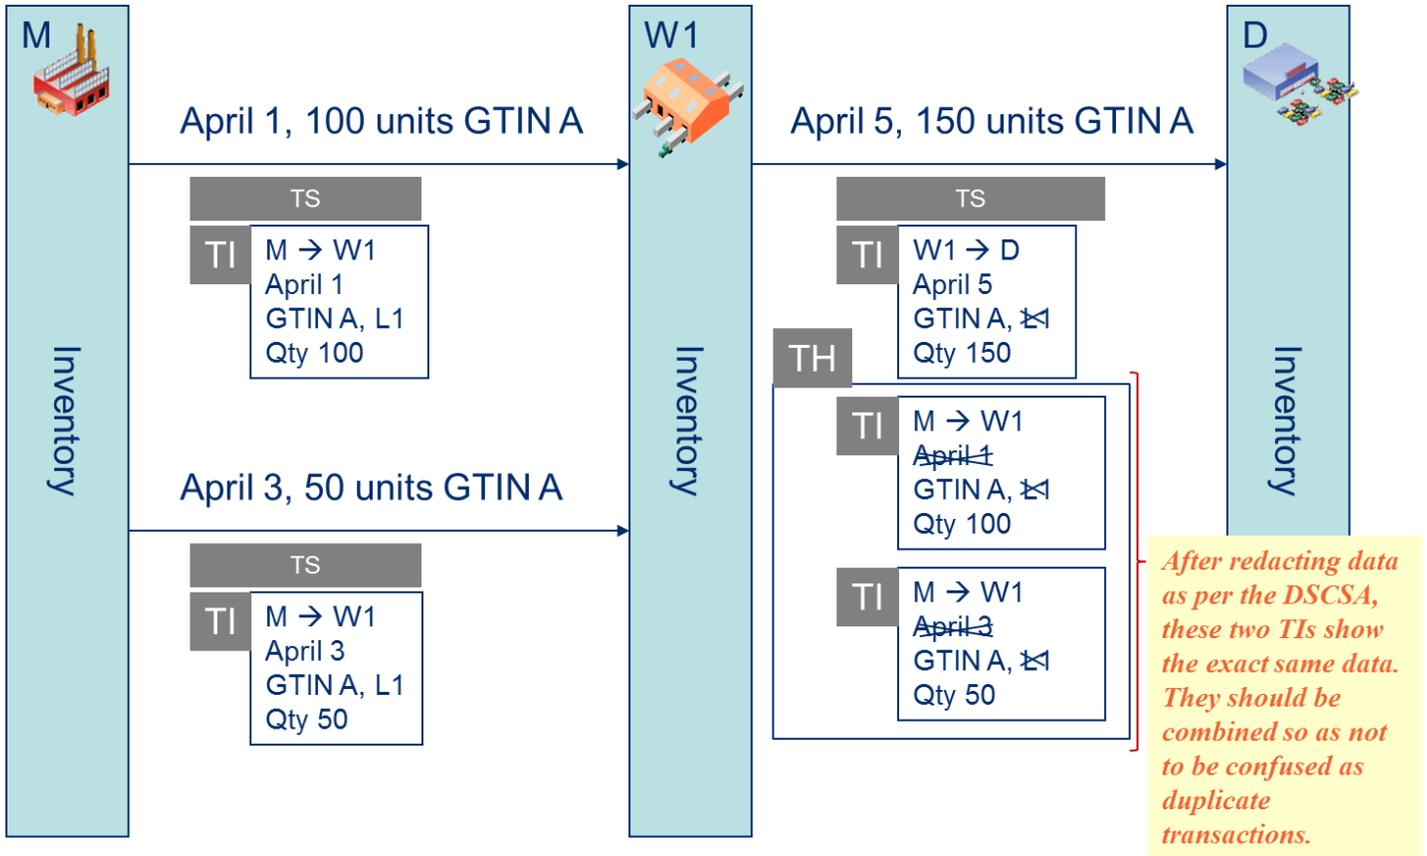 M
W1
D
April 1, 100 units GTIN A
April 5, 150 units GTIN A
TS
TI
M → W1
April 1
GTIN A, L1
Qty 100
TS
TI
W1 → D
April 5
GTIN A, L1
Qty 150
TH
TI
M → W1
April 1
GTIN A, L1
Qty 100
TI
M → W1
April 3
GTIN A, L1
Qty 50
Inventory
Inventory
Inventory
April 3, 50 units GTIN A
TS
TI
M → W1
April 3
GTIN A, L1
Qty 50
After redacting data
as per the DSCSA,
these two TIs show
the exact same data.
They should be
combined so as not
to be confused as
duplicate
transactions.